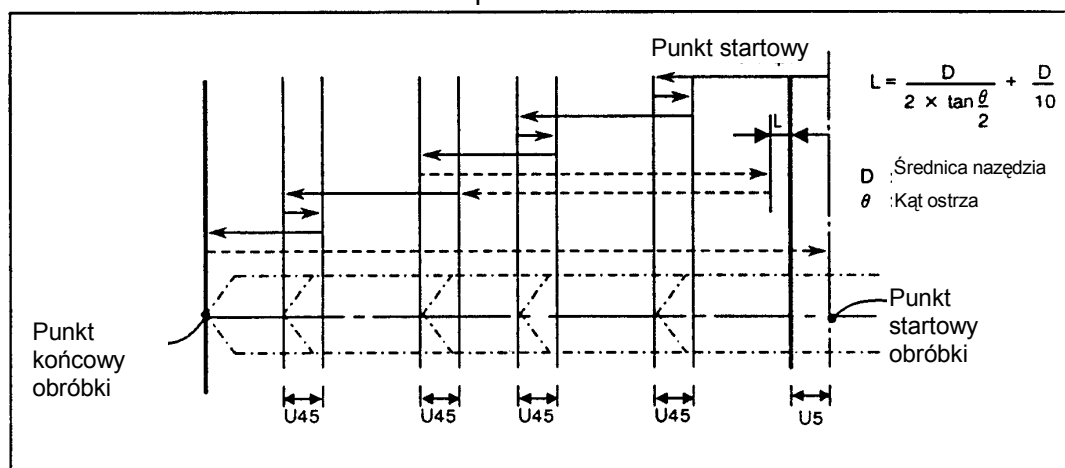 Punkt startowy
L = D / (2 × tan θ/2) + D/10
L
D :Średnica nazędzia
θ :Kąt ostrza
Punkt
końcowy
obróbki
Punkt
startowy
obróbki
U45
U45
U45
U45
U5